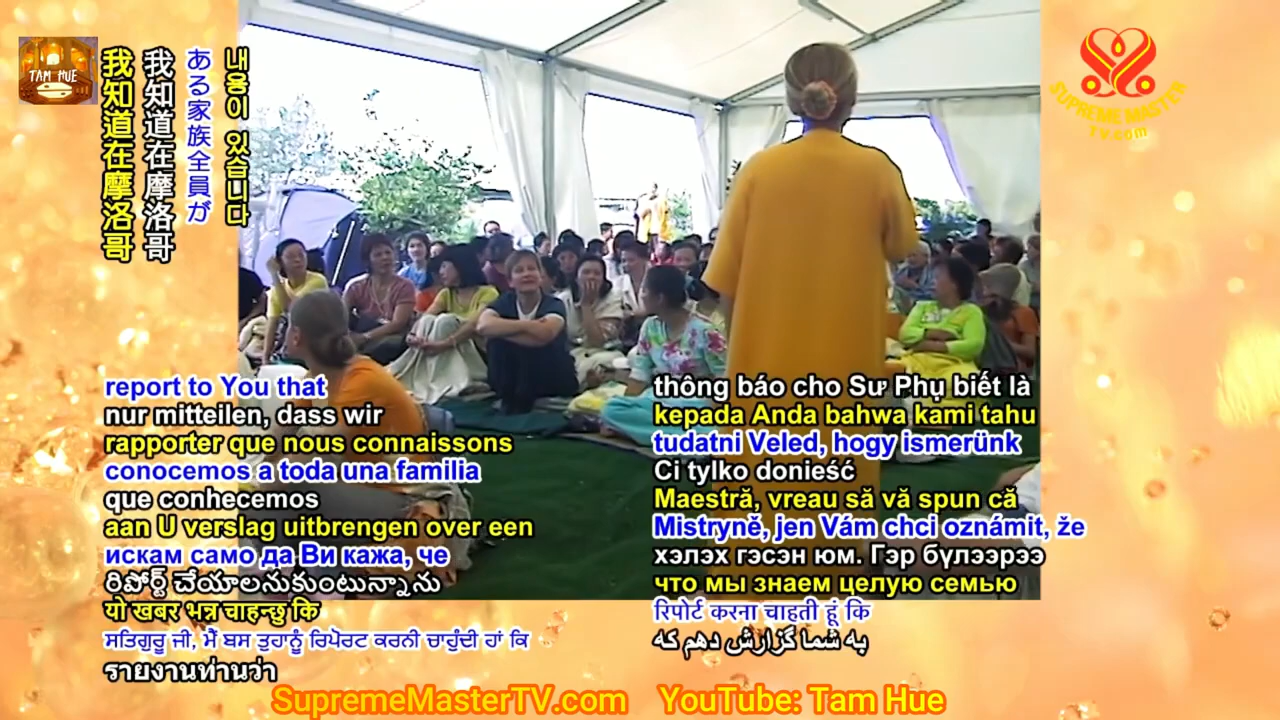 TAM HUE
我知道在摩洛哥
我知道在摩洛哥
ある家族全員が
내용이 있습니다
SUPREME MASTER
TV.com
report to You that
nur mitteilen, dass wir
rapporter que nous connaissons
conocemos a toda una familia
que conhecemos
aan U verslag uitbrengen over een
искам само да Ви кажа, че
రిపోర్ట్ చేయాలనుకుంటున్నాను
यो खबर भन्न चाहन्छु कि
ਸਤਿਗੁਰੂ ਜੀ, ਮੈਂ ਬਸ ਤੁਹਾਨੂੰ ਰਿਪੋਰਟ ਕਰਨੀ ਚਾਹੁੰਦੀ ਹਾਂ ਕਿ
รายงานท่านว่า
thông báo cho Sư Phụ biết là
kepada Anda bahwa kami tahu
tudatni Veled, hogy ismerünk
Ci tylko donieść
Maestră, vreau să vă spun că
Mistryně, jen Vám chci oznámit, že
хэлэх гэсэн юм. Гэр бүлээрээ
что мы знаем целую семью
रिपोर्ट करना चाहती हूं कि
به شما گزارش دهم که
SupremeMasterTV.com YouTube: Tam Hue